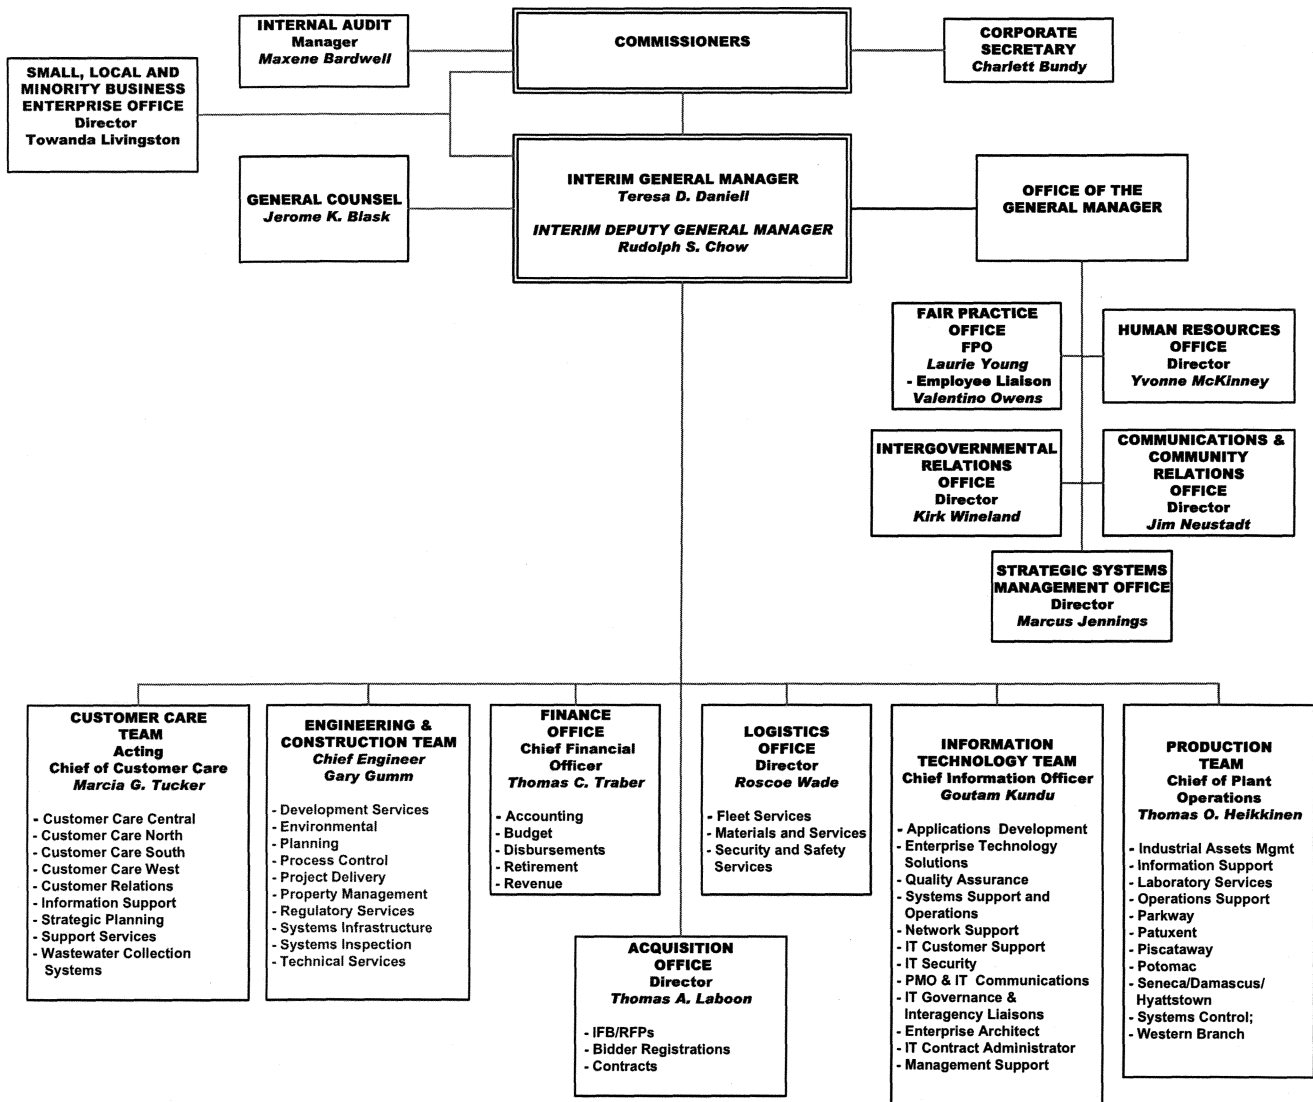 INTERNAL AUDIT
Manager
Maxene Bardwell
COMMISSIONERS
CORPORATE
SECRETARY
Charlett Bundy
SMALL, LOCAL AND
MINORITY BUSINESS
ENTERPRISE OFFICE
Director
Towanda Livingston
GENERAL COUNSEL
Jerome K. Blask
INTERIM GENERAL MANAGER
Teresa D. Daniell
INTERIM DEPUTY GENERAL MANAGER
Rudolph S. Chow
OFFICE OF THE
GENERAL MANAGER
FAIR PRACTICE
OFFICE
FPO
Laurie Young
- Employee Liaison
Valentino Owens
HUMAN RESOURCES
OFFICE
Director
Yvonne McKinney
INTERGOVERNMENTAL
RELATIONS
OFFICE
Director
Kirk Wineland
COMMUNICATIONS &
COMMUNITY
RELATIONS
OFFICE
Director
Jim Neustadt
STRATEGIC SYSTEMS
MANAGEMENT OFFICE
Director
Marcus Jennings
CUSTOMER CARE
TEAM
Acting
Chief of Customer Care
Marcia G. Tucker
- Customer Care Central
- Customer Care North
- Customer Care South
- Customer Care West
- Customer Relations
- Information Support
- Strategic Planning
- Support Services
- Wastewater Collection
Systems
ENGINEERING &
CONSTRUCTION TEAM
Chief Engineer
Gary Gumm
- Development Services
- Environmental
- Planning
- Process Control
- Project Delivery
- Property Management
- Regulatory Services
- Systems Infrastructure
- Systems Inspection
- Technical Services
FINANCE
OFFICE
Chief Financial
Officer
Thomas C. Traber
- Accounting
- Budget
- Disbursements
- Retirement
- Revenue
ACQUISITION
OFFICE
Director
Thomas A. Laboon
- IFB/RFPs
- Bidder Registrations
- Contracts
LOGISTICS
OFFICE
Director
Roscoe Wade
- Fleet Services
- Materials and Services
- Security and Safety
Services
INFORMATION
TECHNOLOGY TEAM
Chief Information Officer
Goutam Kundu
- Applications Development
- Enterprise Technology
Solutions
- Quality Assurance
- Systems Support and
Operations
- Network Support
- IT Customer Support
- IT Security
- PMO & IT Communications
- IT Governance &
Interagency Liaisons
- Enterprise Architect
- IT Contract Administrator
- Management Support
PRODUCTION
TEAM
Chief of Plant
Operations
Thomas O. Heikkinen
- Industrial Assets Mgmt
- Information Support
- Laboratory Services
- Operations Support
- Parkway
- Patuxent
- Piscataway
- Potomac
- Seneca/Damascus/
Hyattstown
- Systems Control;
- Western Branch